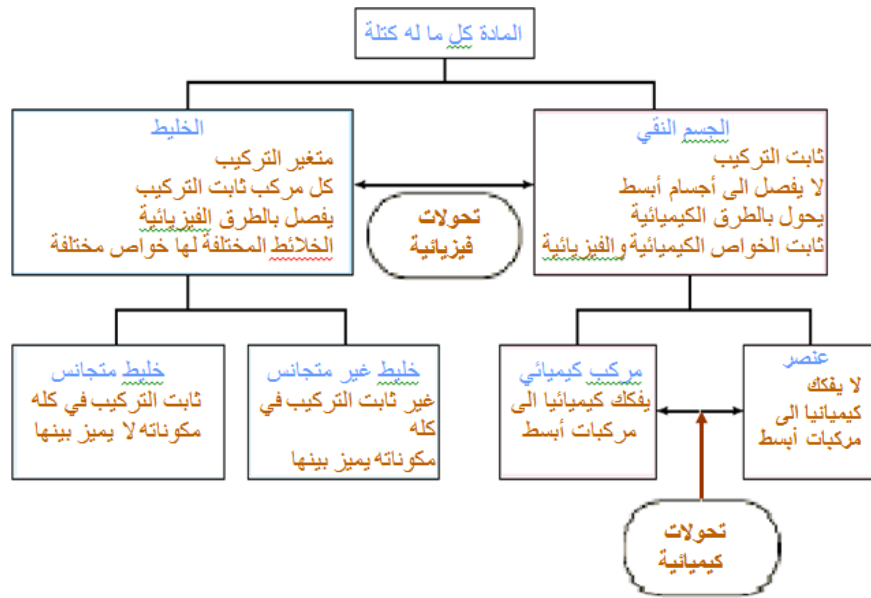 المادة كل ما له كتلة
الجسم النقي
ثابت التركيب
لا يفصل الى أجسام أبسط
يحول بالطرق الكيميائية
ثابت الخواص الكيميائية والفيزيائية
تحولات
فيزيائية
الخليط
متغير التركيب
كل مركب ثابت التركيب
يفصل بالطرق الفيزيائية
الخلائط المختلفة لها خواص مختلفة
عنصر
لا يفكك
كيميائيا الى
مركبات أبسط
مركب كيميائي
يفكك كيميائيا الى
مركبات أبسط
خليط غير متجانس
غير ثابت التركيب في
كله
مكوناته يميز بينها
خليط متجانس
ثابت التركيب في كله
مكوناته لا يميز بينها
تحولات
كيميائية